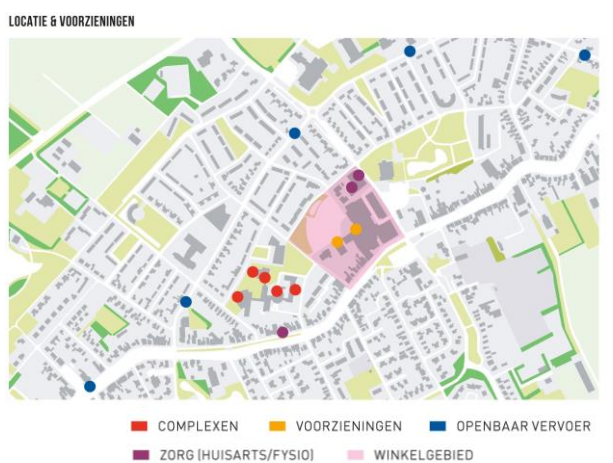 LOCATIE & VOORZIENINGEN
COMPLEXEN VOORZIENINGEN OPENBAAR VERVOER
ZORG (HUISARTS/FYSIO) WINKELGEBIED